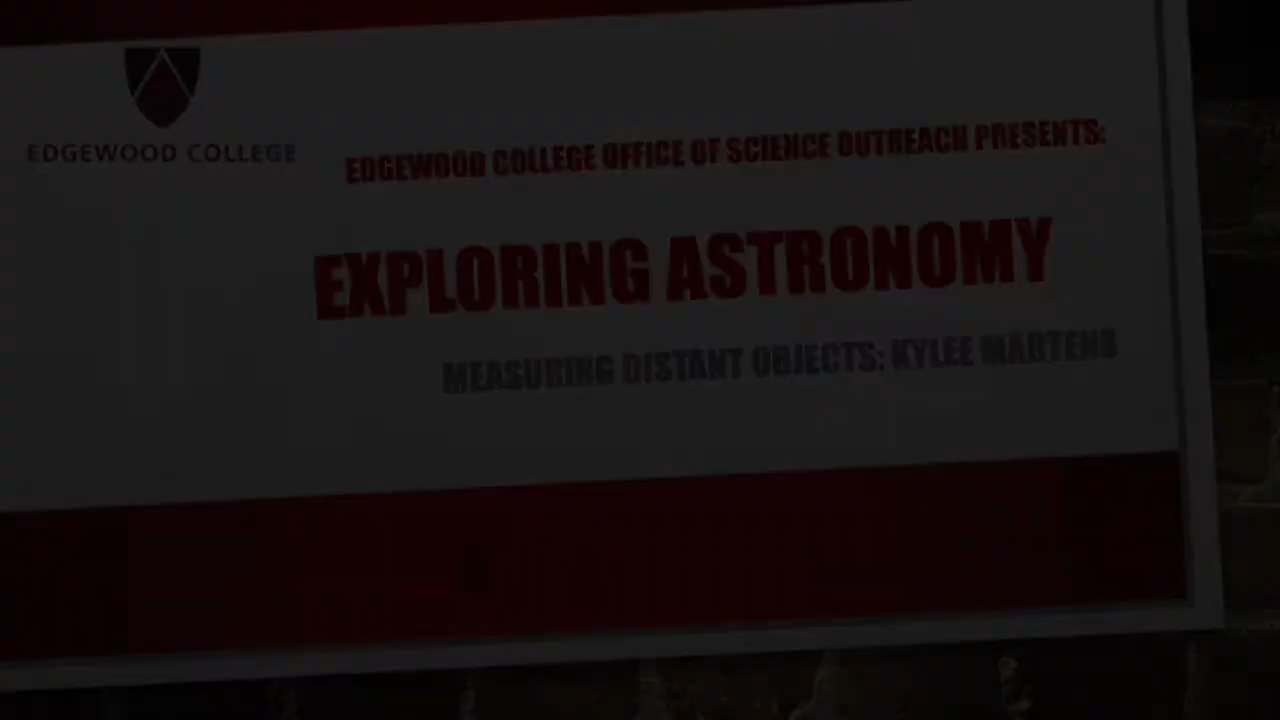 EDGEWOOD COLLEGE
EDGEWOOD COLLEGE OFFICE OF SCIENCE OUTREACH PRESENTS:
EXPLORING ASTRONOMY
MEASURING DISTANT OBJECTS: KYLEE MARTENS